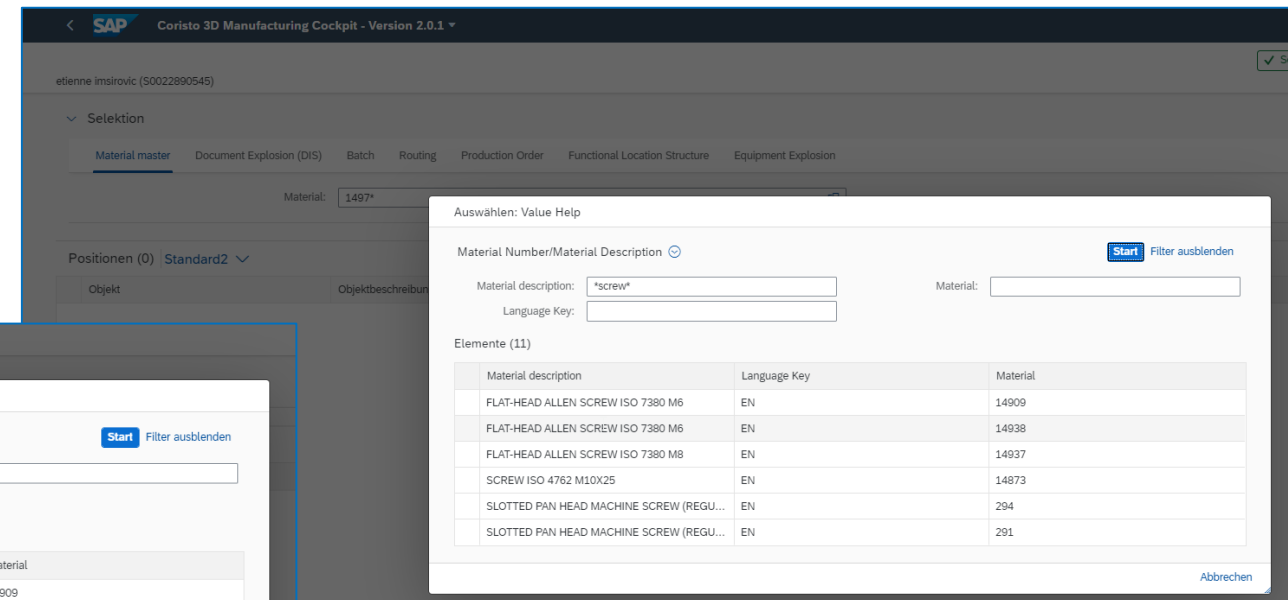 SAP Coristo 3D Manufacturing Cockpit - Version 2.0.1
etienne imsirovic (S0022890545)
Selektion
Material master Document Explosion (DIS) Batch Routing Production Order Functional Location Structure Equipment Explosion
Material: 1497*
Positionen (0) Standard2
Objekt Objektbeschreibun
Auswählen: Value Help
Material Number/Material Description Start Filter ausblenden
Material description: *screw* Material:
Language Key:
Elemente (11)
Material description Language Key Material
FLAT-HEAD ALLEN SCREW ISO 7380 M6 EN 14909
FLAT-HEAD ALLEN SCREW ISO 7380 M6 EN 14938
FLAT-HEAD ALLEN SCREW ISO 7380 M8 EN 14937
SCREW ISO 4762 M10X25 EN 14873
SLOTTED PAN HEAD MACHINE SCREW (REGU... EN 294
SLOTTED PAN HEAD MACHINE SCREW (REGU... EN 291
Abbrechen
Start Filter ausblenden
aterial
909